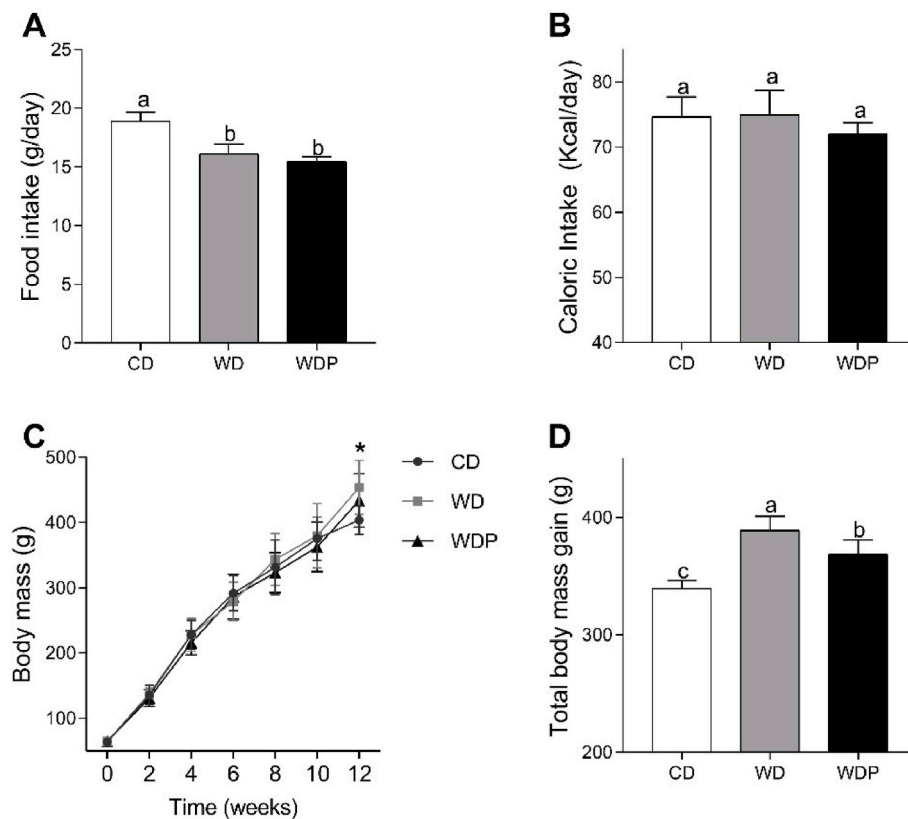 A
Food intake (g/day)
25
20
15
10
5
0
a
b
b
CD
WD
WDP
B
Caloric Intake (Kcal/day)
80
70
60
50
40
a
a
a
CD
WD
WDP
C
Body mass (g)
500
400
300
200
100
*
0
2
4
6
8
10
12
Time (weeks)
CD
WD
WDP
D
Total body mass gain (g)
400
300
200
c
a
b
CD
WD
WDP